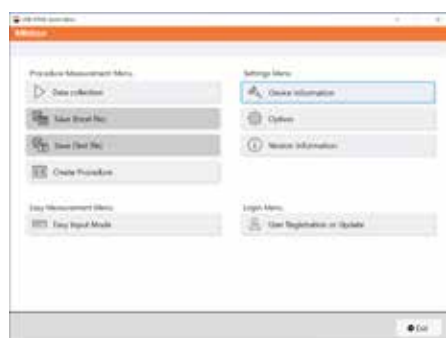 Procedure Measurement Menu
Data collection
Save (Excel file)
Save (Text file)
Create Procedure
Easy Measurement Menu
Easy Input Mode
Settings Menu
Device Information
Option
Version Information
Login Menu
User Registration or Update
Exit